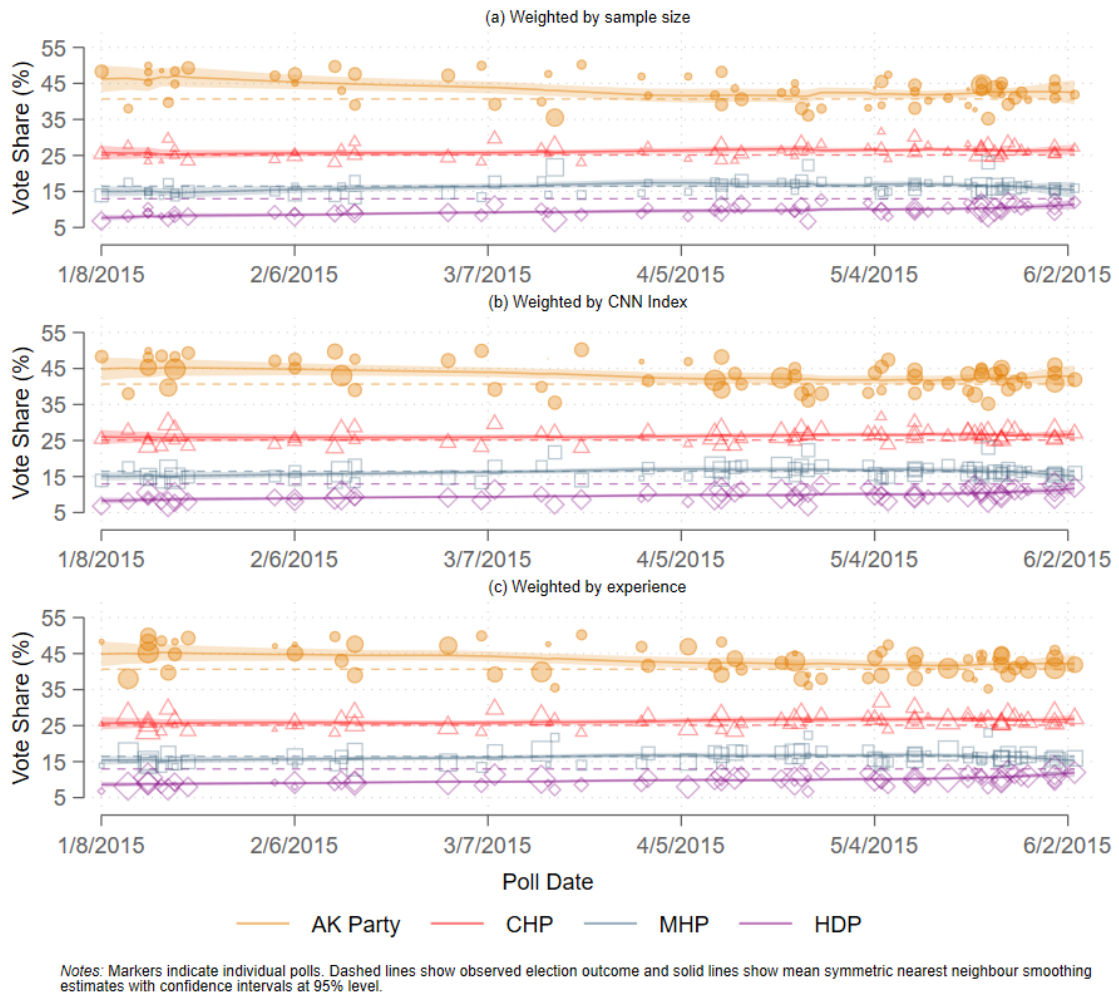 (a) Weighted by sample size
Vote Share (%)
55
45
35
25
15
5
1/8/2015 2/6/2015 3/7/2015 4/5/2015 5/4/2015 6/2/2015
(b) Weighted by CNN Index
Vote Share (%)
55
45
35
25
15
5
1/8/2015 2/6/2015 3/7/2015 4/5/2015 5/4/2015 6/2/2015
(c) Weighted by experience
Vote Share (%)
55
45
35
25
15
5
1/8/2015 2/6/2015 3/7/2015 4/5/2015 5/4/2015 6/2/2015
Poll Date
AK Party CHP MHP HDP
Notes: Markers indicate individual polls. Dashed lines show observed election outcome and solid lines show mean symmetric nearest neighbour smoothing
estimates with confidence intervals at 95% level.